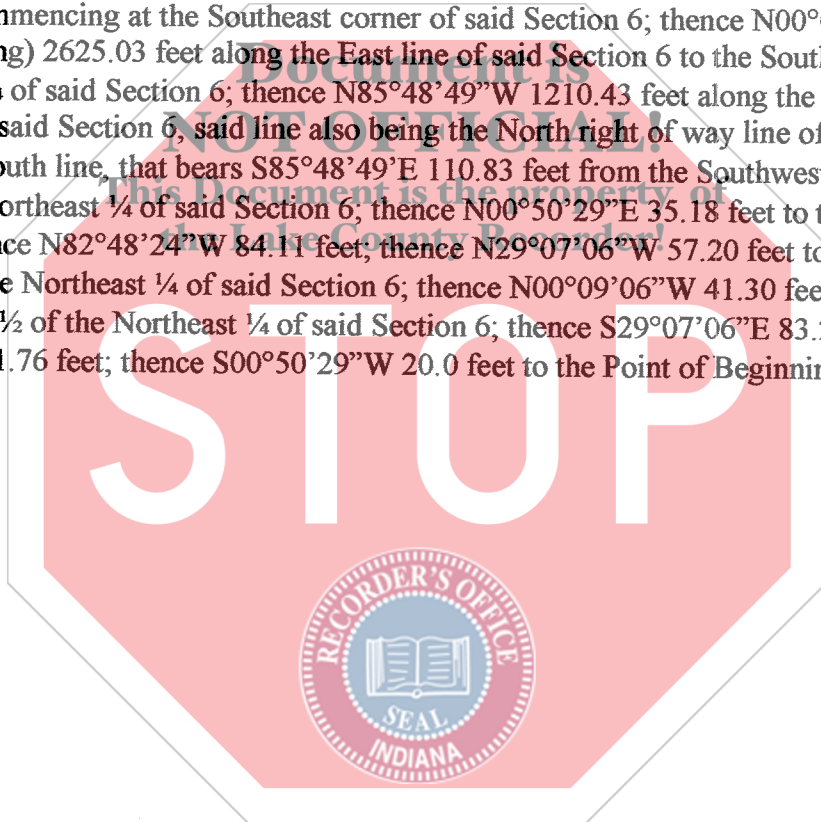 mmencing at the Southeast corner of said Section 6; thence N00°
ng) 2625.03 feet along the East line of said Section 6 to the Sout
Document is
of said Section 6; thence N85°48’49”W 1210.43 feet along the
said Section 6, said line also being the North right of way line of
NOT OFFICIAL!
outh line, that bears S85°48’49’E 110.83 feet from the Southwes
This Document is the property of
ortheast ¼ of said Section 6; thence N00°50’29”E 35.18 feet to t
the Lake County Recorder!
ce N82°48’24”W 84.11 feet; thence N29°07’06”W 57.20 feet to
e Northeast ¼ of said Section 6; thence N00°09’06”W 41.30 fee
½ of the Northeast ¼ of said Section 6; thence S29°07’06”E 83.
1.76 feet; thence S00°50’29”W 20.0 feet to the Point of Beginnin
STOP
RECORDER’S OFFICE
SEAL
INDIANA